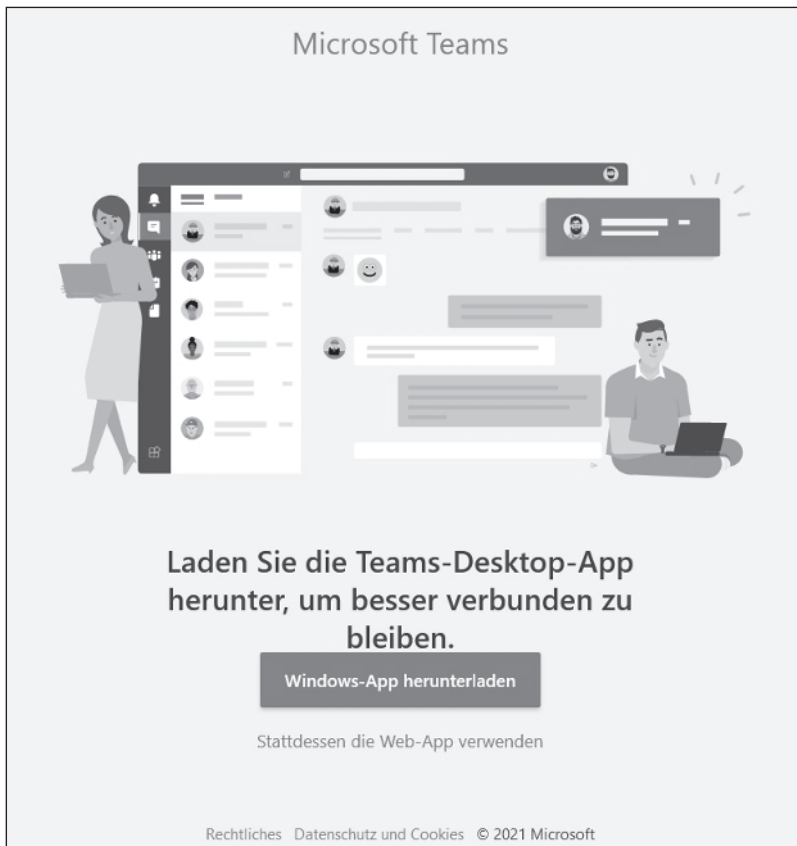 Microsoft Teams
Laden Sie die Teams-Desktop-App
herunter, um besser verbunden zu
bleiben.
Windows-App herunterladen
Stattdessen die Web-App verwenden
Rechtliches Datenschutz und Cookies © 2021 Microsoft